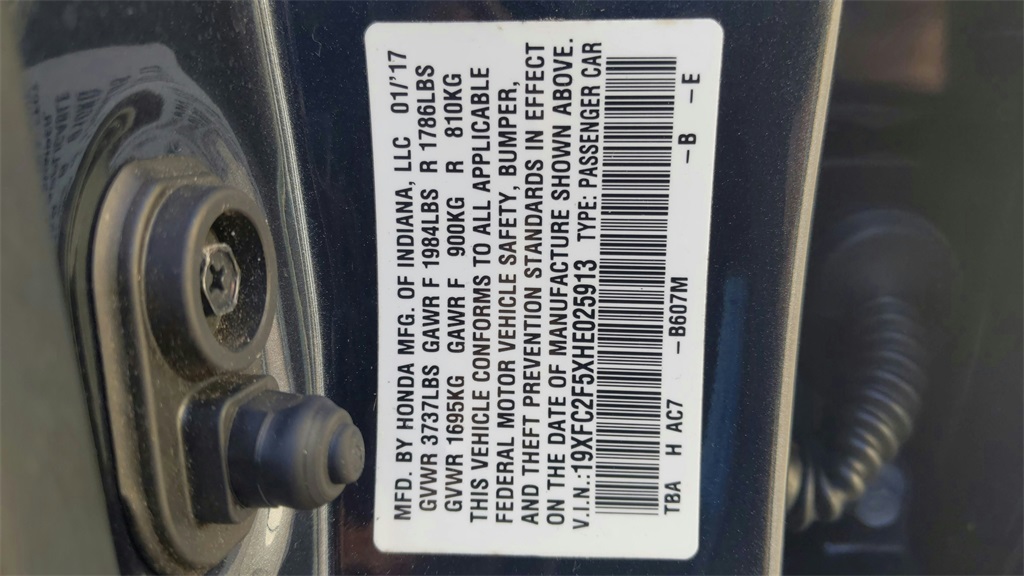 MFD. BY HONDA MFG. OF INDIANA, LLC 01/'17
GVWR 3737LBS GAWR F 1984LBS R 1786LBS
GVWR 1695KG GAWR F 900KG R 810KG
THIS VEHICLE CONFORMS TO ALL APPLICABLE
FEDERAL MOTOR VEHICLE SAFETY, BUMPER,
AND THEFT PREVENTION STANDARDS IN EFFECT
ON THE DATE OF MANUFACTURE SHOWN ABOVE.
V.I.N.:19XFC2F5XHE025913 TYPE: PASSENGER CAR
TBA H AC7 –B607M –B –E